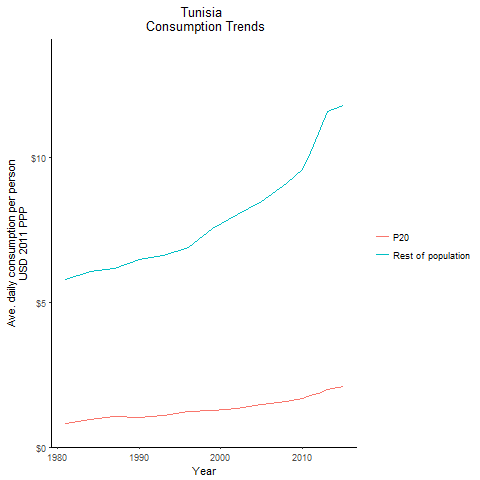 Tunisia
Consumption Trends
Ave. daily consumption per person
USD 2011 PPP
$10
$5
$0
1980 1990 2000 2010
Year
P20
Rest of population